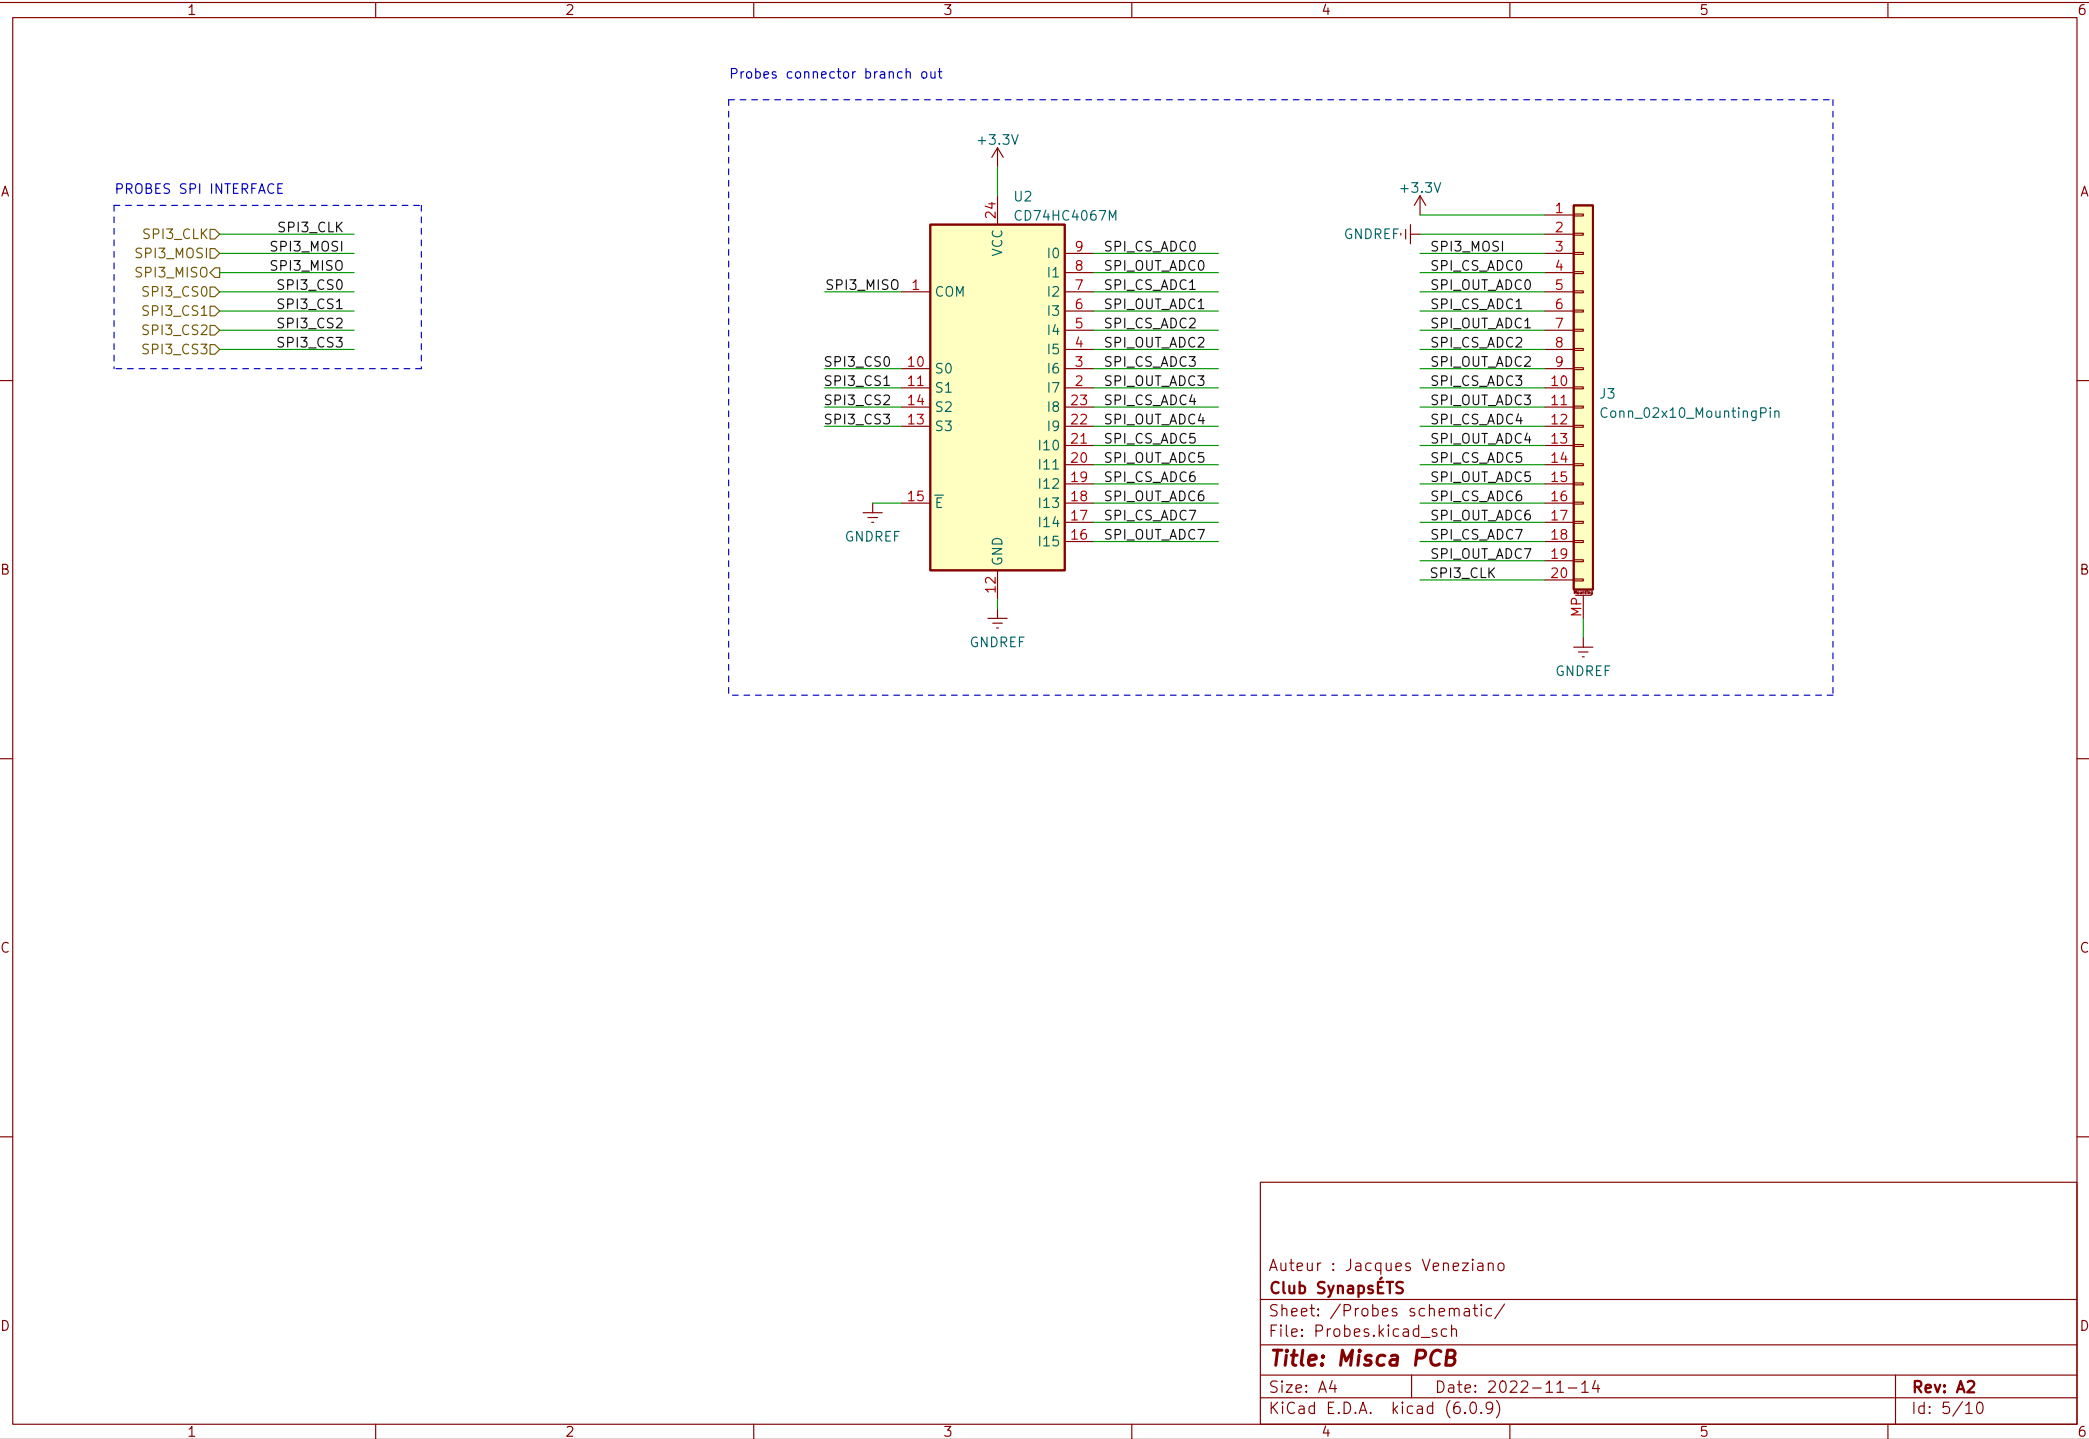 1 2 3 4 5 6
Probes connector branch out
PROBES SPI INTERFACE
SPI3_CLK SPI3_CLK
SPI3_MOSI SPI3_MOSI
SPI3_MISO SPI3_MISO
SPI3_CS0 SPI3_CS0
SPI3_CS1 SPI3_CS1
SPI3_CS2 SPI3_CS2
SPI3_CS3 SPI3_CS3
+3.3V
U2
CD74HC4067M
24
VCC
SPI3_MISO 1 COM
SPI3_CS0 10 S0
SPI3_CS1 11 S1
SPI3_CS2 14 S2
SPI3_CS3 13 S3
15 E
GNDREF
GND
12
GNDREF
I0 9 SPI_CS_ADC0
I1 8 SPI_OUT_ADC0
I2 7 SPI_CS_ADC1
I3 6 SPI_OUT_ADC1
I4 5 SPI_CS_ADC2
I5 4 SPI_OUT_ADC2
I6 3 SPI_CS_ADC3
I7 2 SPI_OUT_ADC3
I8 23 SPI_CS_ADC4
I9 22 SPI_OUT_ADC4
I10 21 SPI_CS_ADC5
I11 20 SPI_OUT_ADC5
I12 19 SPI_CS_ADC6
I13 18 SPI_OUT_ADC6
I14 17 SPI_CS_ADC7
I15 16 SPI_OUT_ADC7
+3.3V
1
GNDREF 2
SPI3_MOSI 3
SPI_CS_ADC0 4
SPI_OUT_ADC0 5
SPI_CS_ADC1 6
SPI_OUT_ADC1 7
SPI_CS_ADC2 8
SPI_OUT_ADC2 9
SPI_CS_ADC3 10
SPI_OUT_ADC3 11
SPI_CS_ADC4 12
SPI_OUT_ADC4 13
SPI_CS_ADC5 14
SPI_OUT_ADC5 15
SPI_CS_ADC6 16
SPI_OUT_ADC6 17
SPI_CS_ADC7 18
SPI_OUT_ADC7 19
SPI3_CLK 20
J3
Conn_02x10_MountingPin
MP
GNDREF
A A
B B
C C
D D
Auteur : Jacques Veneziano
Club SynapsÉTS
Sheet: /Probes schematic/
File: Probes.kicad_sch
Title: Misca PCB
Size: A4 Date: 2022-11-14 Rev: A2
KiCad E.D.A. kicad (6.0.9) Id: 5/10
1 2 3 4 5 6